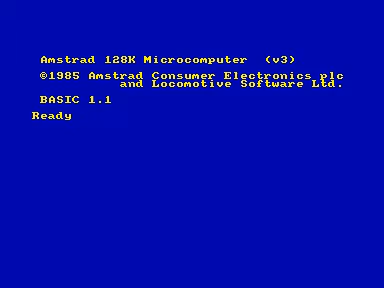 Amstrad 128K Microcomputer  (v3)
©1985 Amstrad Consumer Electronics plc
and Locomotive Software Ltd.
BASIC 1.1
Ready